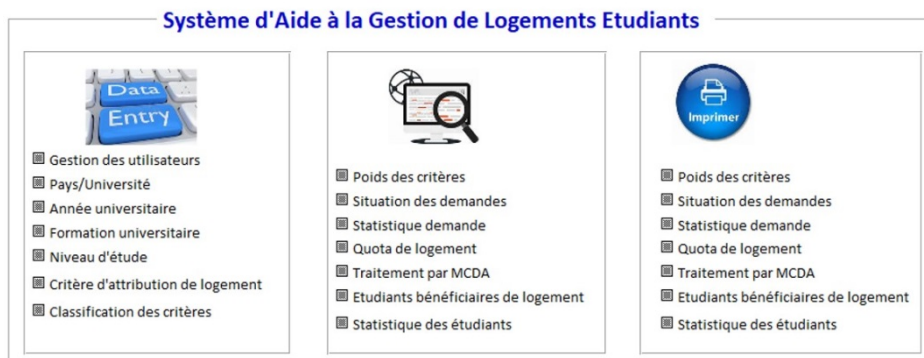 Système d'Aide à la Gestion de Logements Etudiants
Data
Entry
Gestion des utilisateurs
Pays/Université
Année universitaire
Formation universitaire
Niveau d'étude
Critère d'attribution de logement
Classification des critères
Poids des critères
Situation des demandes
Statistique demande
Quota de logement
Traitement par MCDA
Etudiants bénéficiaires de logement
Statistique des étudiants
Imprimer
Poids des critères
Situation des demandes
Statistique demande
Quota de logement
Traitement par MCDA
Etudiants bénéficiaires de logement
Statistique des étudiants